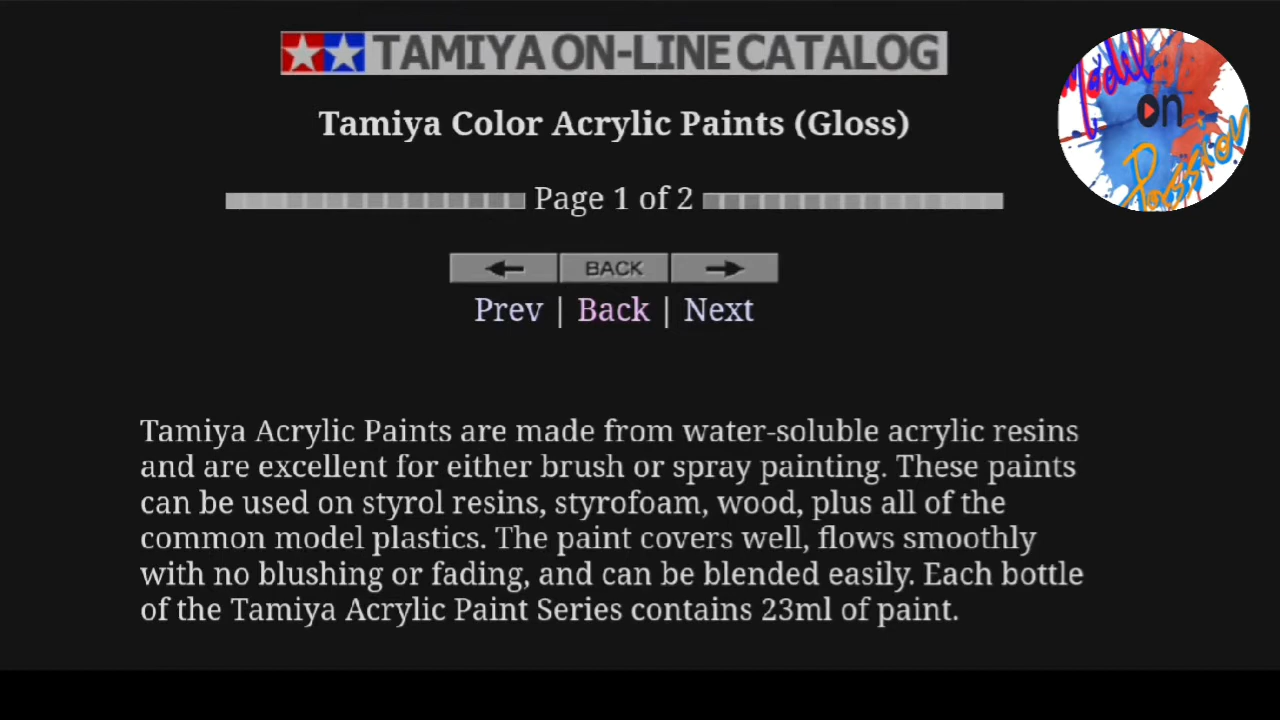 TAMIYA ON-LINE CATALOG
Model
on
Passion
Tamiya Color Acrylic Paints (Gloss)
Page 1 of 2
BACK
Prev | Back | Next
Tamiya Acrylic Paints are made from water-soluble acrylic resins
and are excellent for either brush or spray painting. These paints
can be used on styrol resins, styrofoam, wood, plus all of the
common model plastics. The paint covers well, flows smoothly
with no blushing or fading, and can be blended easily. Each bottle
of the Tamiya Acrylic Paint Series contains 23ml of paint.